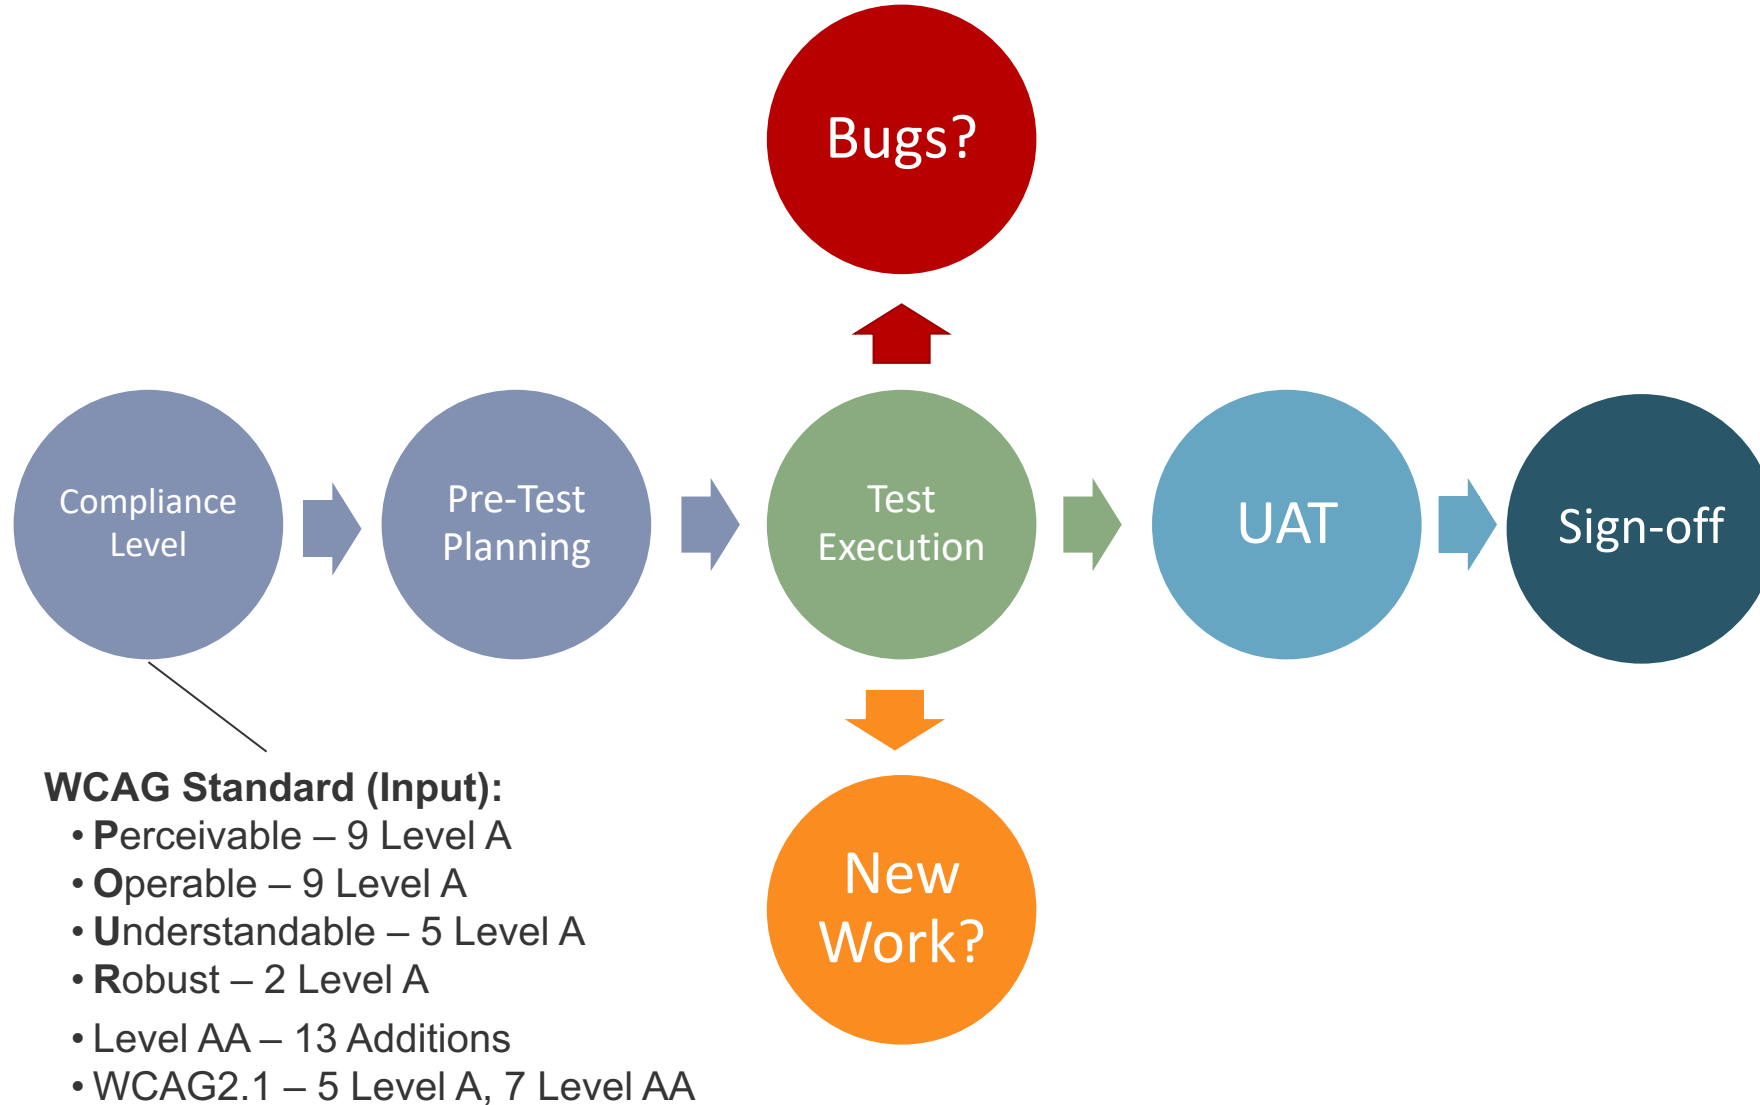 Bugs?
Compliance
Level
Pre-Test
Planning
Test
Execution
UAT
Sign-off
New
Work?
WCAG Standard (Input):
• Perceivable – 9 Level A
• Operable – 9 Level A
• Understandable – 5 Level A
• Robust – 2 Level A
• Level AA – 13 Additions
• WCAG2.1 – 5 Level A, 7 Level AA